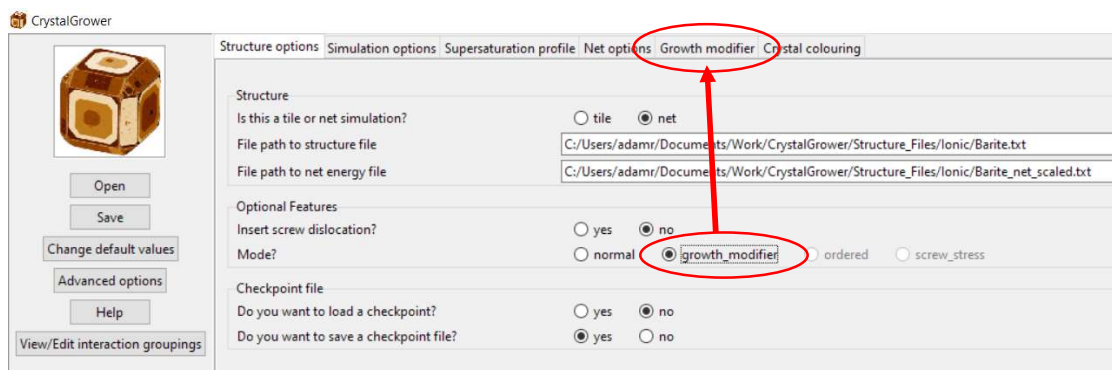 CrystalGrower
Structure options Simulation options Supersaturation profile Net options Growth modifier Crystal colouring
Structure
Is this a tile or net simulation? tile net
File path to structure file C:/Users/adamr/Documents/Work/CrystalGrower/Structure_Files/Ionic/Barite.txt
File path to net energy file C:/Users/adamr/Documents/Work/CrystalGrower/Structure_Files/Ionic/Barite_net_scaled.txt
Optional Features
Insert screw dislocation? yes no
Mode? normal growth_modifier ordered screw_stress
Checkpoint file
Do you want to load a checkpoint? yes no
Do you want to save a checkpoint file? yes no
Open
Save
Change default values
Advanced options
Help
View/Edit interaction groupings